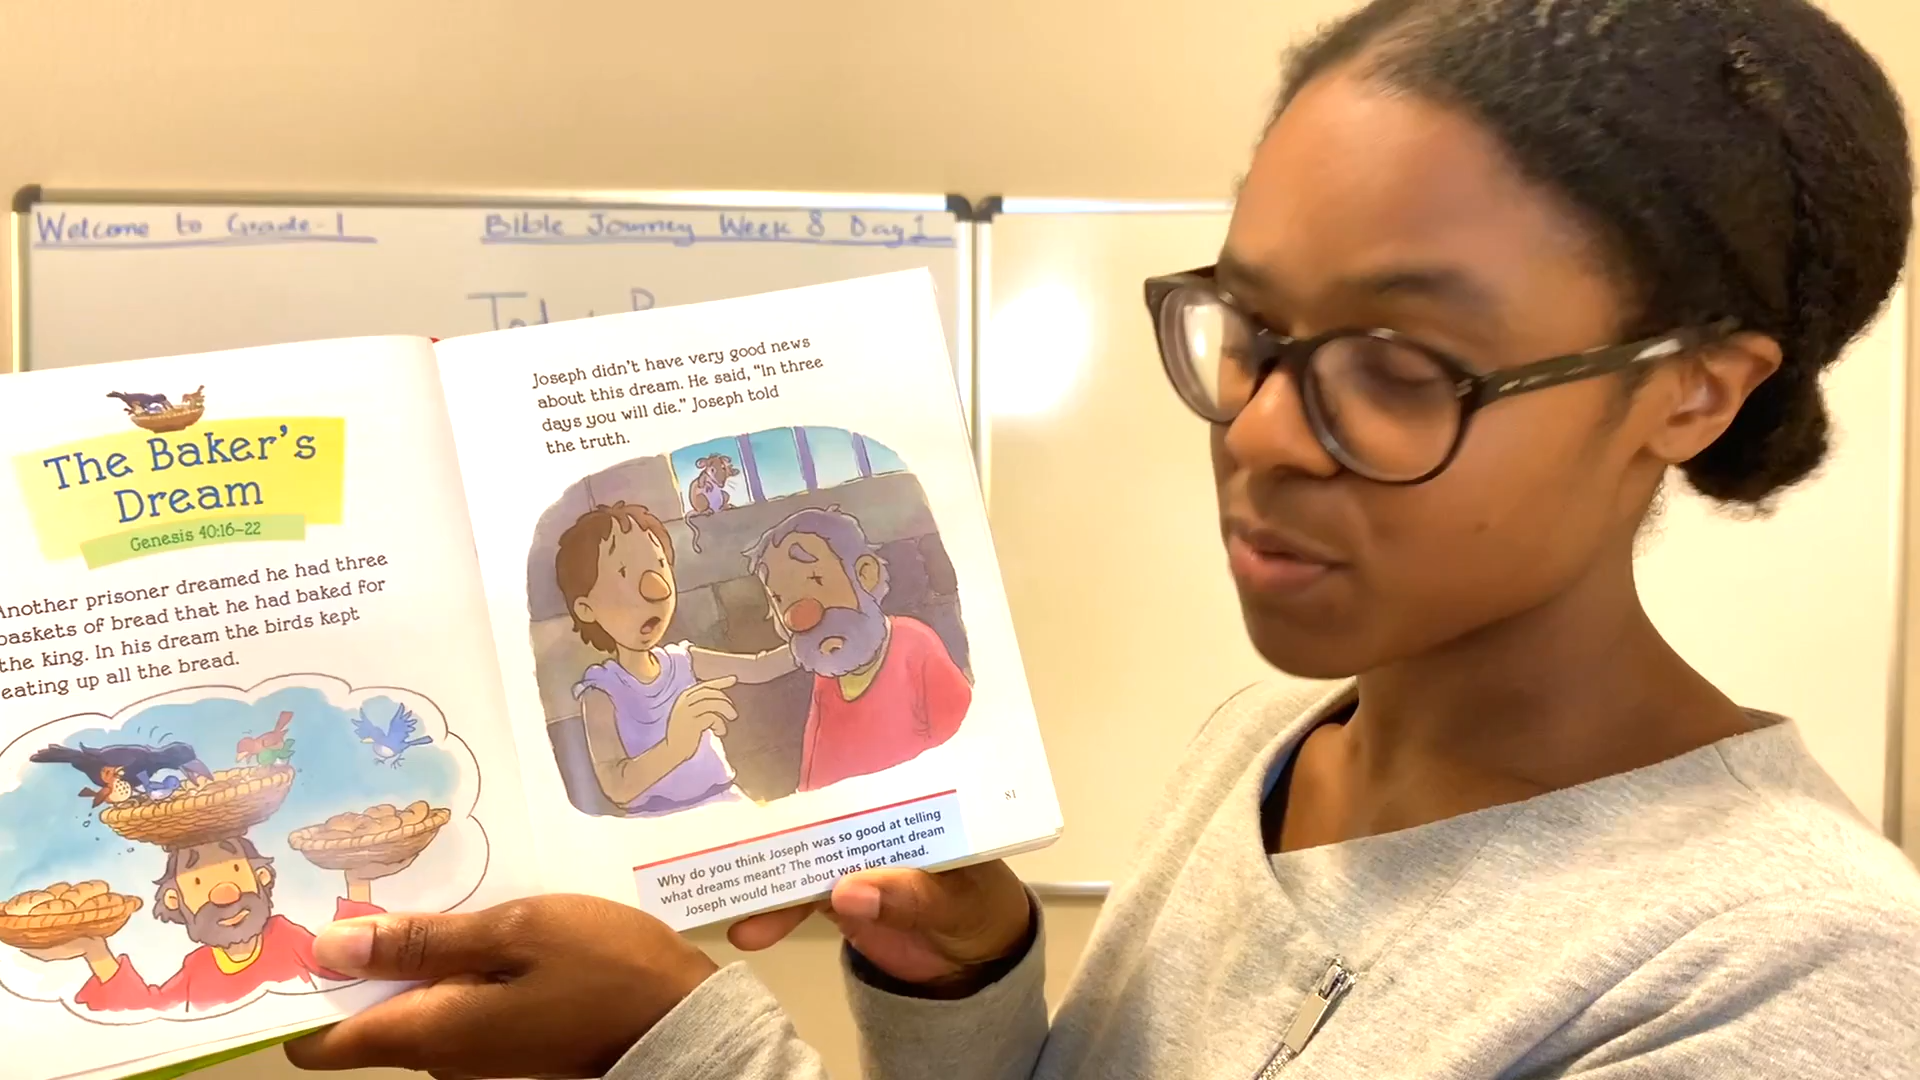 Welcome to Grade-1
Bible Journey Week 8 Day 1
The Baker's
Dream
Genesis 40:16–22
Another prisoner dreamed he had three
baskets of bread that he had baked for
the king. In his dream the birds kept
eating up all the bread.
Joseph didn't have very good news
about this dream. He said, "In three
days you will die." Joseph told
the truth.
81
Why do you think Joseph was so good at telling
what dreams meant? The most important dream
Joseph would hear about was just ahead.